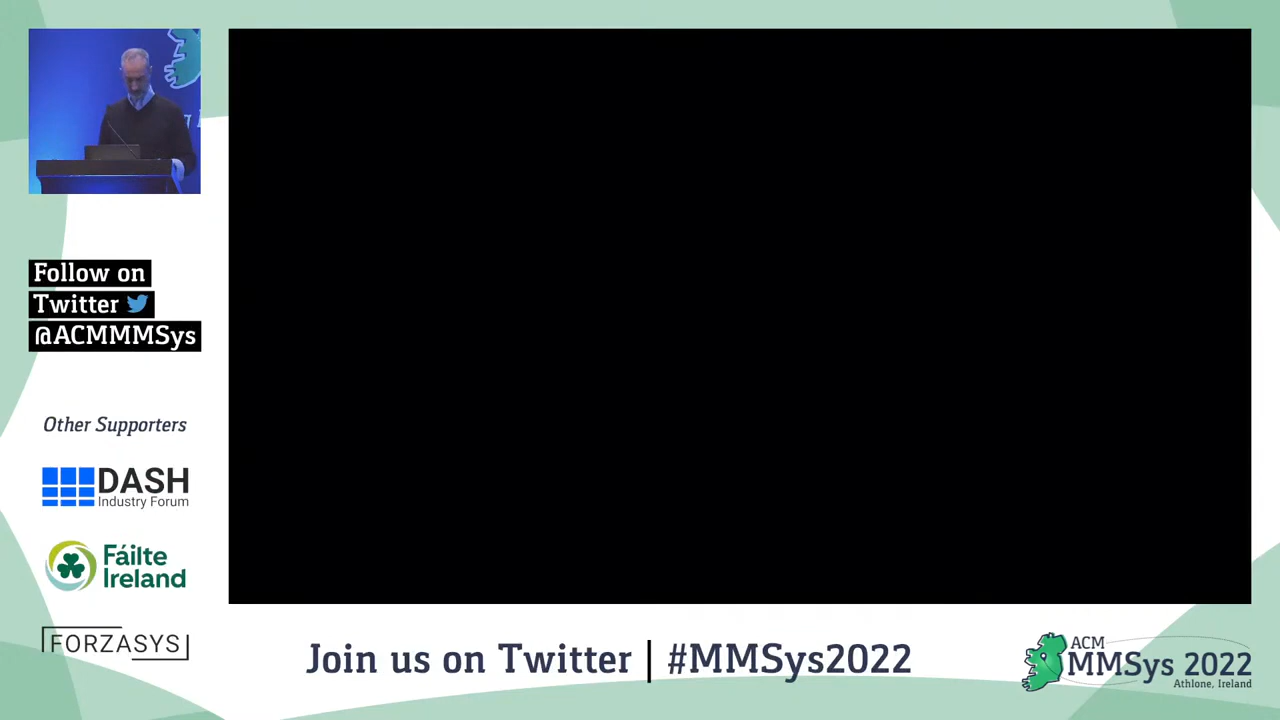 Follow on
Twitter
@ACMMMSys
Other Supporters
DASH
Industry Forum
Fáilte
Ireland
FORZASYS
Join us on Twitter | #MMSys2022
ACM
MMSys 2022
Athlone, Ireland